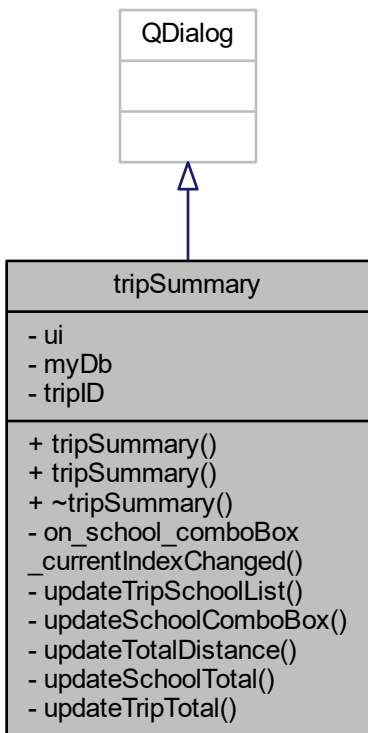 QDialog
tripSummary
- ui
- myDb
- tripID
+ tripSummary()
+ tripSummary()
+ ~tripSummary()
- on_school_comboBox
_currentIndexChanged()
- updateTripSchoolList()
- updateSchoolComboBox()
- updateTotalDistance()
- updateSchoolTotal()
- updateTripTotal()